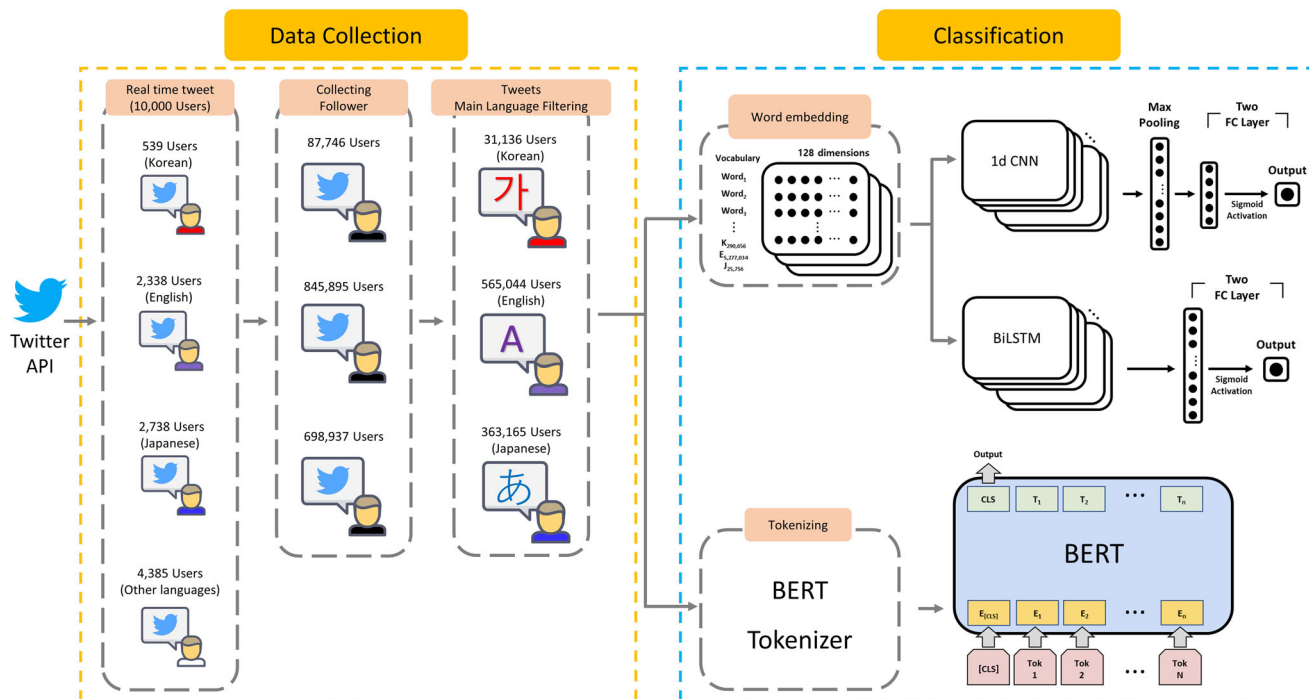 Data Collection
Classification
Real time tweet
(10,000 Users)
Collecting
Follower
Tweets
Main Language Filtering
539 Users
(Korean)
2,338 Users
(English)
2,738 Users
(Japanese)
4,385 Users
(Other languages)
87,746 Users
845,895 Users
698,937 Users
31,136 Users
(Korean)
가
565,044 Users
(English)
A
363,165 Users
(Japanese)
あ
Twitter
API
Word embedding
Vocabulary
128 dimensions
Word1
Word2
Word3
⋮
K290,656
E5,277,034
J25,756
1d CNN
Max
Pooling
Two
FC Layer
Output
Sigmoid
Activation
BiLSTM
Two
FC Layer
Output
Sigmoid
Activation
Tokenizing
BERT
Tokenizer
Output
CLS T1 T2 ··· Tn
BERT
E[CLS] E1 E2 ··· En
[CLS] Tok 1 Tok 2 ··· Tok N